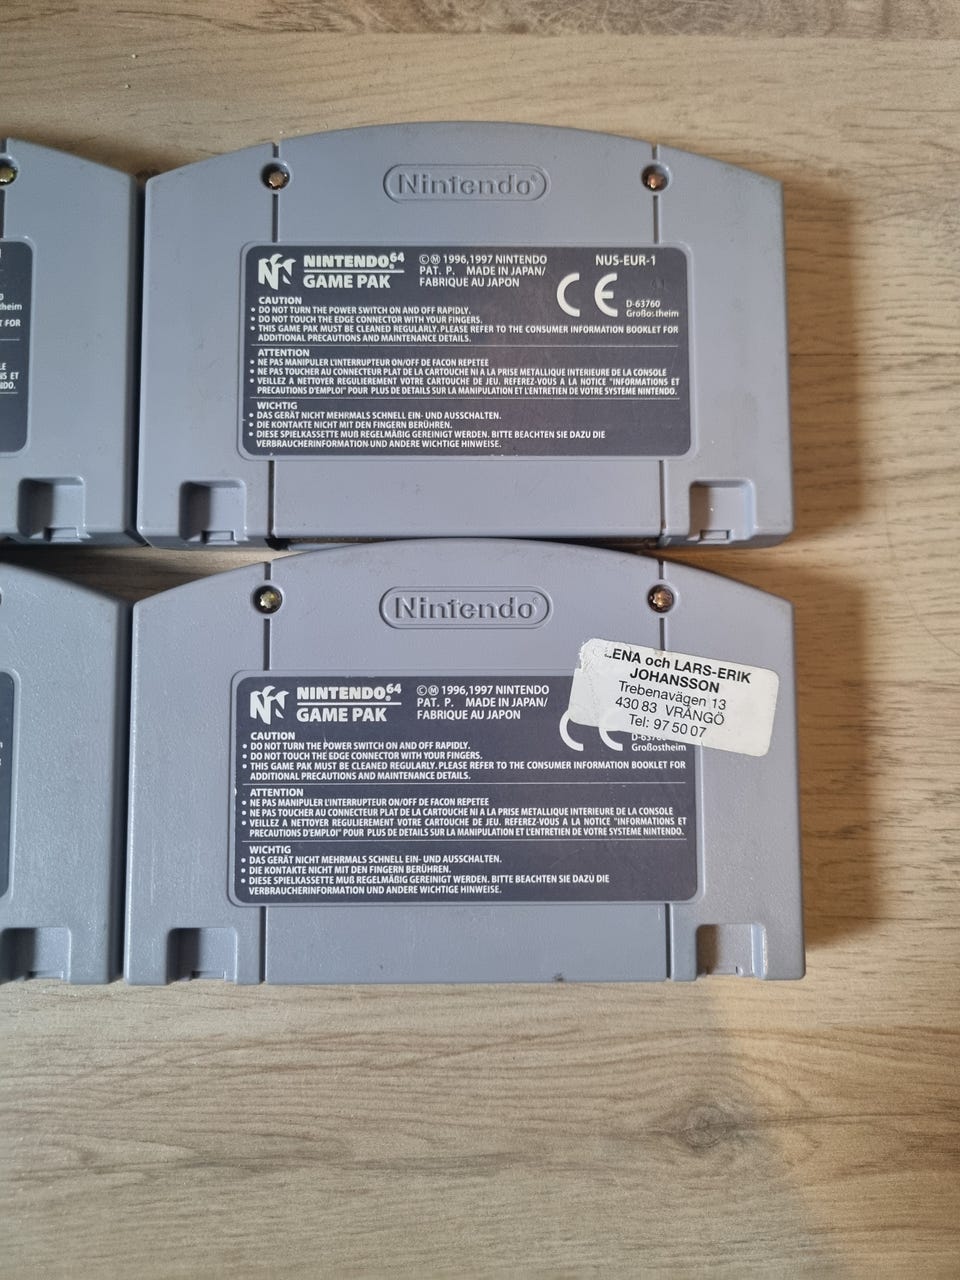 Nintendo®
NINTENDO64
GAME PAK
©Ⓜ 1996,1997 NINTENDO
PAT. P. MADE IN JAPAN/
FABRIQUE AU JAPON
NUS-EUR-1
CE
D-63760
CAUTION
• DO NOT TURN THE POWER SWITCH ON AND OFF RAPIDLY.
• DO NOT TOUCH THE EDGE CONNECTOR WITH YOUR FINGERS.
• THIS GAME PAK MUST BE CLEANED REGULARLY. PLEASE REFER TO THE CONSUMER INFORMATION BOOKLET FOR
ADDITIONAL PRECAUTIONS AND MAINTENANCE DETAILS.
ATTENTION
• NE PAS MANIPULER L'INTERRUPTEUR ON/OFF DE FACON REPETEE
• NE PAS TOUCHER AU CONNECTEUR PLAT DE LA CARTOUCHE NI A LA PRISE METALLIQUE INTERIEURE DE LA CONSOLE
• VEILLEZ A NETTOYER REGULIEREMENT VOTRE CARTOUCHE DE JEU. REFEREZ-VOUS A LA NOTICE "INFORMATIONS ET
PRECAUTIONS D'EMPLOI" POUR PLUS DE DETAILS SUR LA MANIPULATION ET L'ENTRETIEN DE VOTRE SYSTEME NINTENDO.
WICHTIG
• DAS GERÄT NICHT MEHRMALS SCHNELL EIN- UND AUSSCHALTEN.
• DIE KONTAKTE NICHT MIT DEN FINGERN BERÜHREN.
• DIESE SPIELKASSETTE MUß REGELMÄßIG GEREINIGT WERDEN. BITTE BEACHTEN SIE DAZU DIE
VERBRAUCHERINFORMATION UND ANDERE WICHTIGE HINWEISE.
T FOR
S ET
Nintendo®
LENA och LARS-ERIK
JOHANSSON
Trebenavägen 13
430 83 VRÅNGÖ
Tel: 97 50 07
NINTENDO64
GAME PAK
©Ⓜ 1996,1997 NINTENDO
PAT. P. MADE IN JAPAN/
FABRIQUE AU JAPON
CE
Großostheim
CAUTION
• DO NOT TURN THE POWER SWITCH ON AND OFF RAPIDLY.
• DO NOT TOUCH THE EDGE CONNECTOR WITH YOUR FINGERS.
• THIS GAME PAK MUST BE CLEANED REGULARLY. PLEASE REFER TO THE CONSUMER INFORMATION BOOKLET FOR
ADDITIONAL PRECAUTIONS AND MAINTENANCE DETAILS.
ATTENTION
• NE PAS MANIPULER L'INTERRUPTEUR ON/OFF DE FACON REPETEE
• NE PAS TOUCHER AU CONNECTEUR PLAT DE LA CARTOUCHE NI A LA PRISE METALLIQUE INTERIEURE DE LA CONSOLE
• VEILLEZ A NETTOYER REGULIEREMENT VOTRE CARTOUCHE DE JEU. REFEREZ-VOUS A LA NOTICE "INFORMATIONS ET
PRECAUTIONS D'EMPLOI" POUR PLUS DE DETAILS SUR LA MANIPULATION ET L'ENTRETIEN DE VOTRE SYSTEME NINTENDO.
WICHTIG
• DAS GERÄT NICHT MEHRMALS SCHNELL EIN- UND AUSSCHALTEN.
• DIE KONTAKTE NICHT MIT DEN FINGERN BERÜHREN.
• DIESE SPIELKASSETTE MUß REGELMÄßIG GEREINIGT WERDEN. BITTE BEACHTEN SIE DAZU DIE
VERBRAUCHERINFORMATION UND ANDERE WICHTIGE HINWEISE.